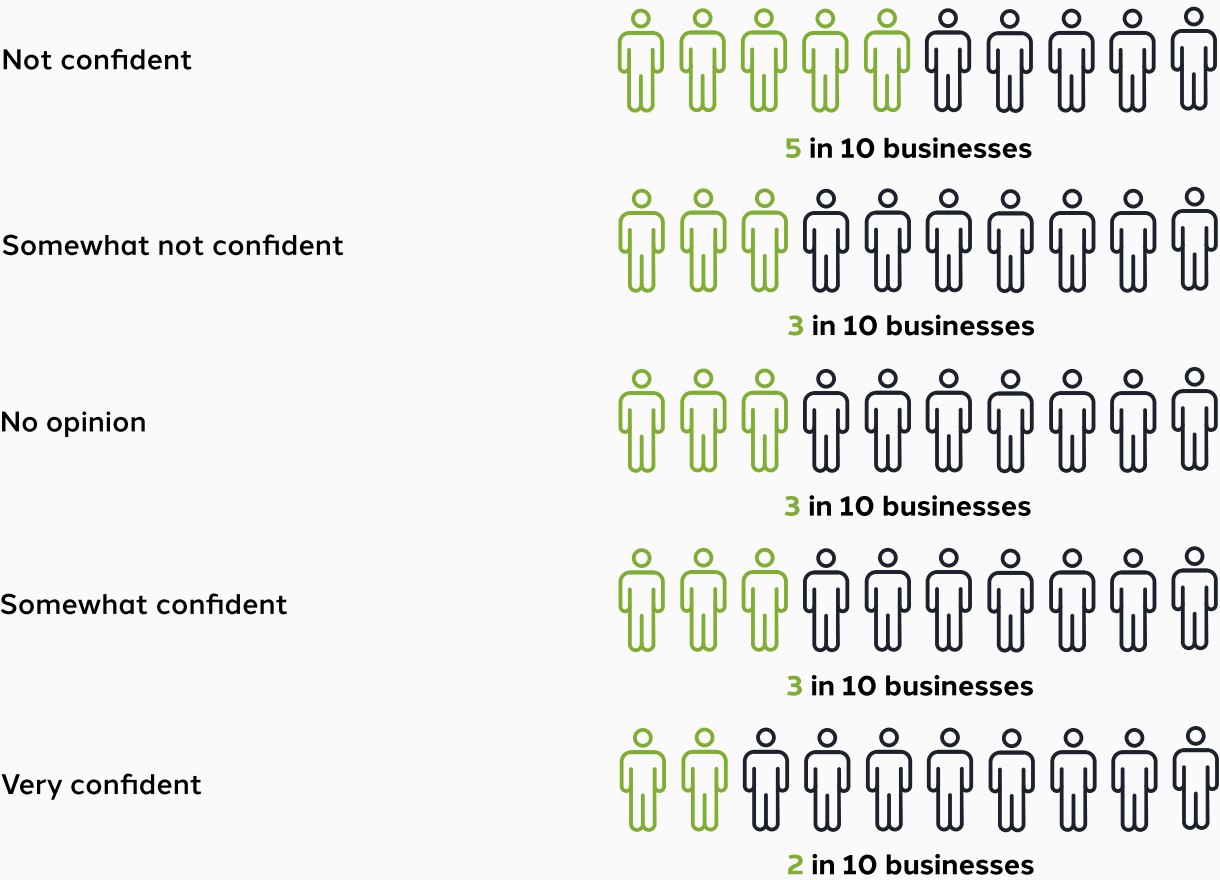 Not confident
5 in 10 businesses
Somewhat not confident
3 in 10 businesses
No opinion
3 in 10 businesses
Somewhat confident
3 in 10 businesses
Very confident
2 in 10 businesses